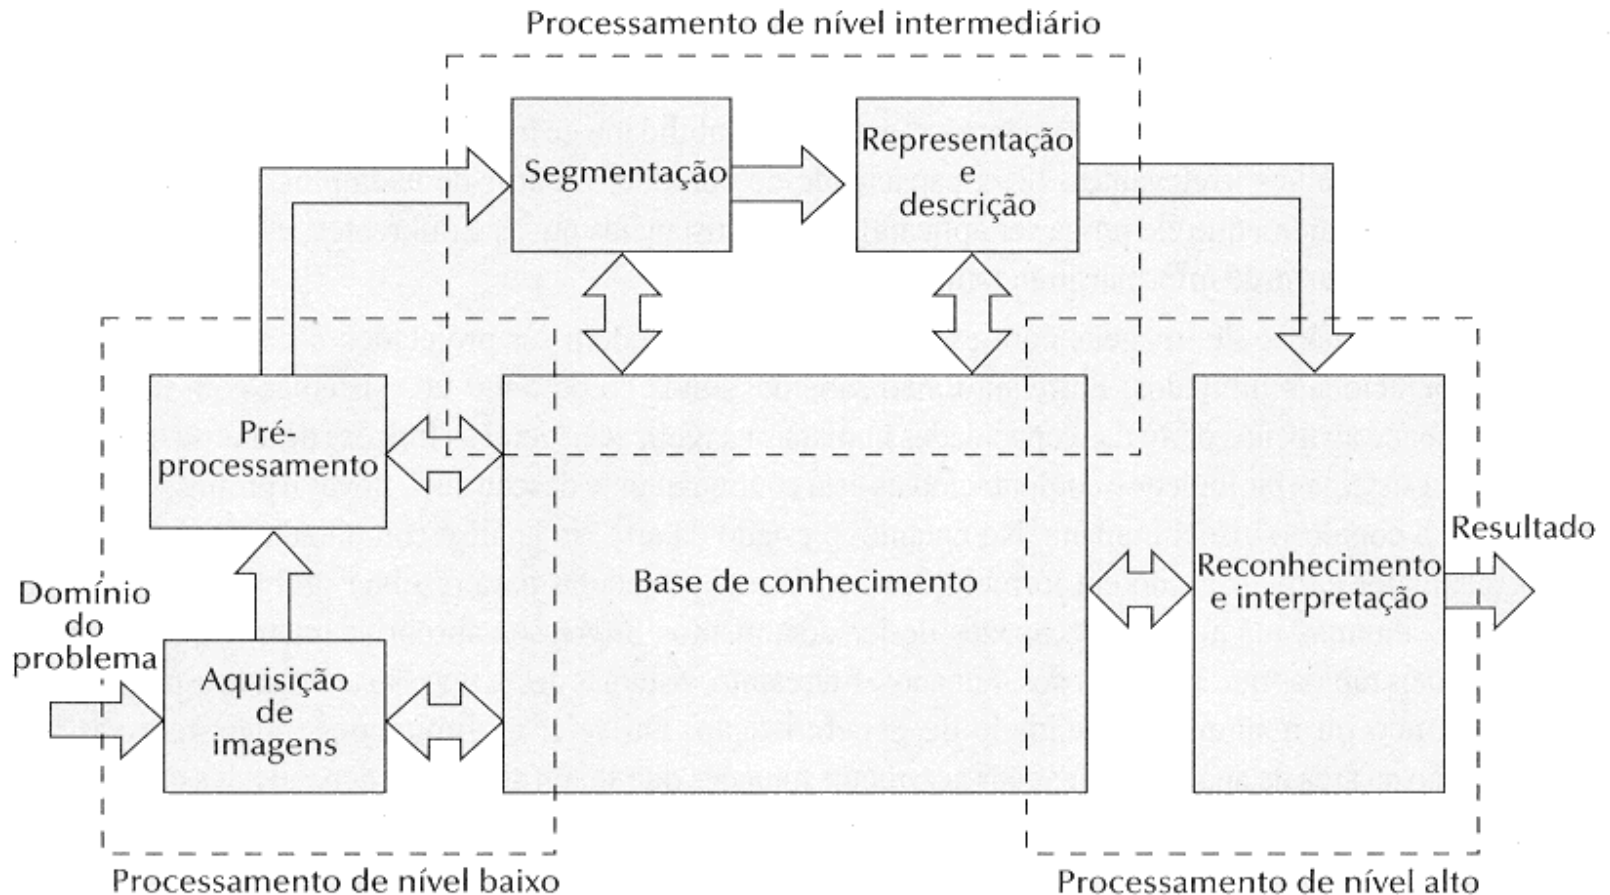 Processamento de nível intermediário
Segmentação
Representação
e
descrição
Pré-
processamento
Base de conhecimento
Resultado
Reconhecimento
e interpretação
Domínio
do
problema
Aquisição
de
imagens
Processamento de nível baixo
Processamento de nível alto